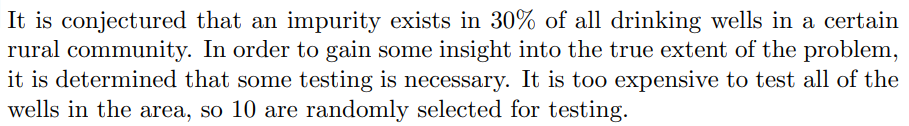 It is conjectured that an impurity exists in 30% of all drinking wells in a certain
rural community. In order to gain some insight into the true extent of the problem,
it is determined that some testing is necessary. It is too expensive to test all of the
wells in the area, so 10 are randomly selected for testing.